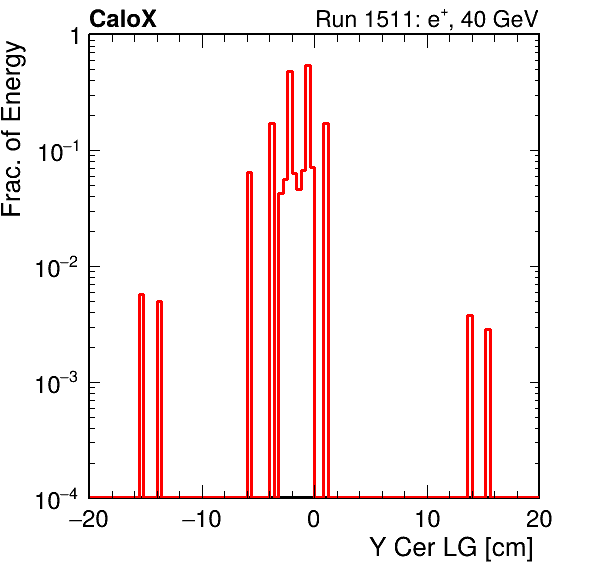 CaloX Run 1511: e⁺, 40 GeV
Frac. of Energy
1
10⁻¹
10⁻²
10⁻³
10⁻⁴
−20 −10 0 10 20
Y Cer LG [cm]